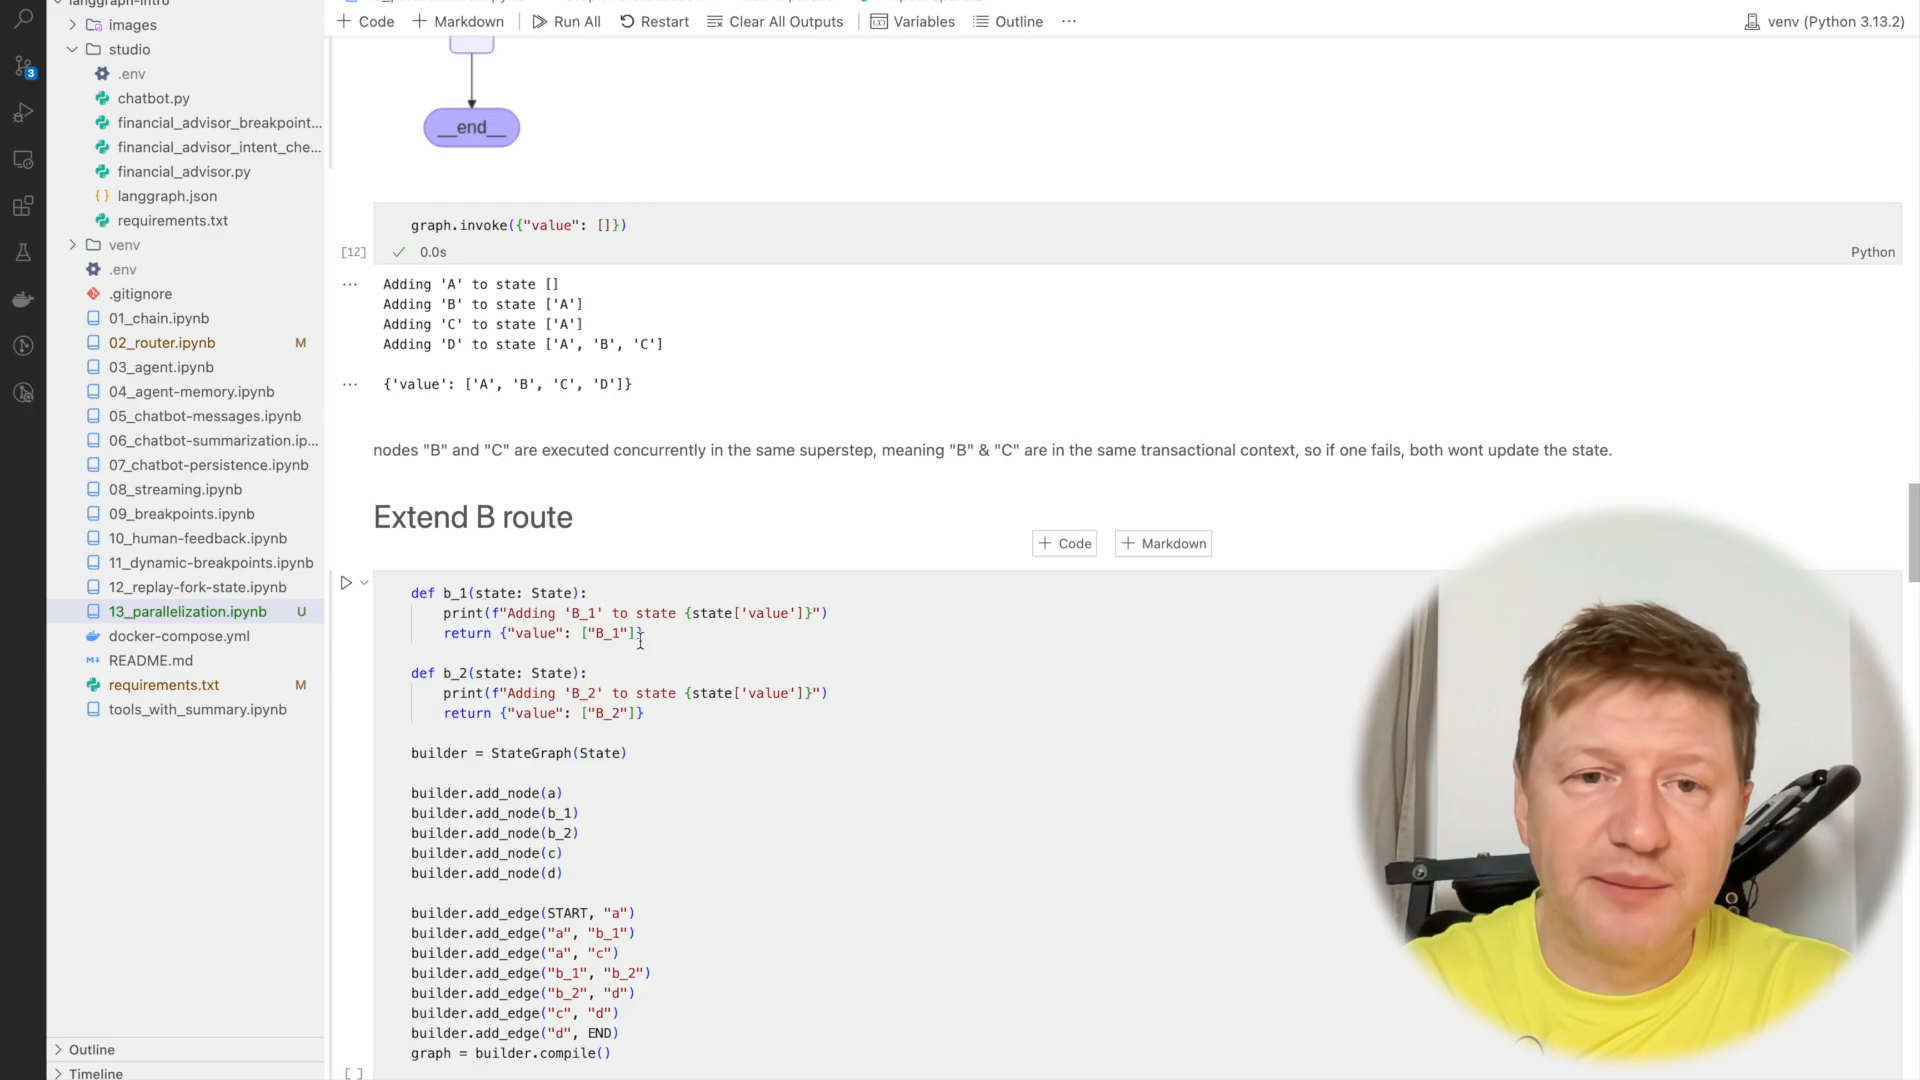 langgraph-intro
images
studio
.env
chatbot.py
financial_advisor_breakpoint...
financial_advisor_intent_che...
financial_advisor.py
langgraph.json
requirements.txt
venv
.env
.gitignore
01_chain.ipynb
02_router.ipynb M
03_agent.ipynb
04_agent-memory.ipynb
05_chatbot-messages.ipynb
06_chatbot-summarization.ip...
07_chatbot-persistence.ipynb
08_streaming.ipynb
09_breakpoints.ipynb
10_human-feedback.ipynb
11_dynamic-breakpoints.ipynb
12_replay-fork-state.ipynb
13_parallelization.ipynb U
docker-compose.yml
README.md
requirements.txt M
tools_with_summary.ipynb
Outline
Timeline
3
+ Code + Markdown Run All Restart Clear All Outputs Variables Outline ...
venv (Python 3.13.2)
__end__
graph.invoke({"value": []})
[12] 0.0s Python
Adding 'A' to state []
Adding 'B' to state ['A']
Adding 'C' to state ['A']
Adding 'D' to state ['A', 'B', 'C']
{'value': ['A', 'B', 'C', 'D']}
nodes "B" and "C" are executed concurrently in the same superstep, meaning "B" & "C" are in the same transactional context, so if one fails, both wont update the state.
Extend B route
+ Code + Markdown
def b_1(state: State):
print(f"Adding 'B_1' to state {state['value']}")
return {"value": ["B_1"]}
def b_2(state: State):
print(f"Adding 'B_2' to state {state['value']}")
return {"value": ["B_2"]}
builder = StateGraph(State)
builder.add_node(a)
builder.add_node(b_1)
builder.add_node(b_2)
builder.add_node(c)
builder.add_node(d)
builder.add_edge(START, "a")
builder.add_edge("a", "b_1")
builder.add_edge("a", "c")
builder.add_edge("b_1", "b_2")
builder.add_edge("b_2", "d")
builder.add_edge("c", "d")
builder.add_edge("d", END)
graph = builder.compile()
[ ]